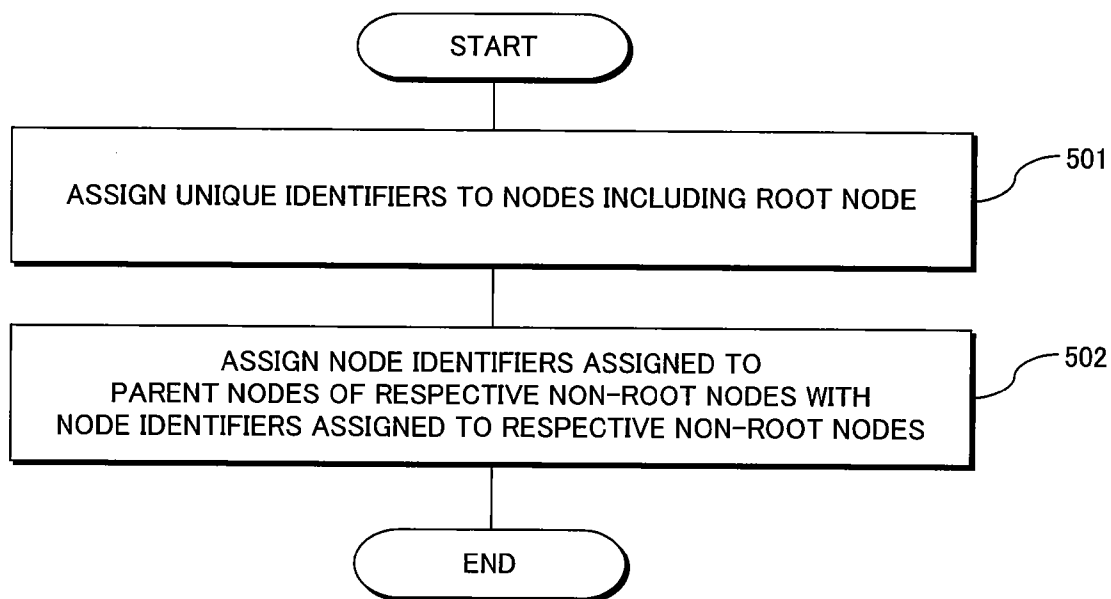 START
ASSIGN UNIQUE IDENTIFIERS TO NODES INCLUDING ROOT NODE
501
ASSIGN NODE IDENTIFIERS ASSIGNED TO
PARENT NODES OF RESPECTIVE NON-ROOT NODES WITH
NODE IDENTIFIERS ASSIGNED TO RESPECTIVE NON-ROOT NODES
502
END